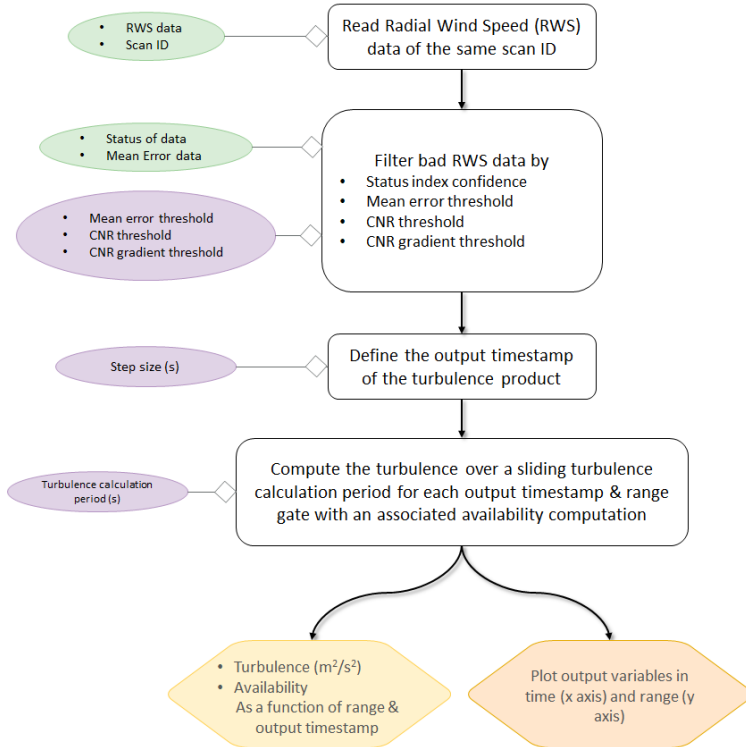 • RWS data
• Scan ID
Read Radial Wind Speed (RWS)
data of the same scan ID
• Status of data
• Mean Error data
• Mean error threshold
• CNR threshold
• CNR gradient threshold
Filter bad RWS data by
• Status index confidence
• Mean error threshold
• CNR threshold
• CNR gradient threshold
Step size (s)
Define the output timestamp
of the turbulence product
Turbulence calculation
period (s)
Compute the turbulence over a sliding turbulence
calculation period for each output timestamp & range
gate with an associated availability computation
• Turbulence (m²/s²)
• Availability
As a function of range &
output timestamp
Plot output variables in
time (x axis) and range (y
axis)